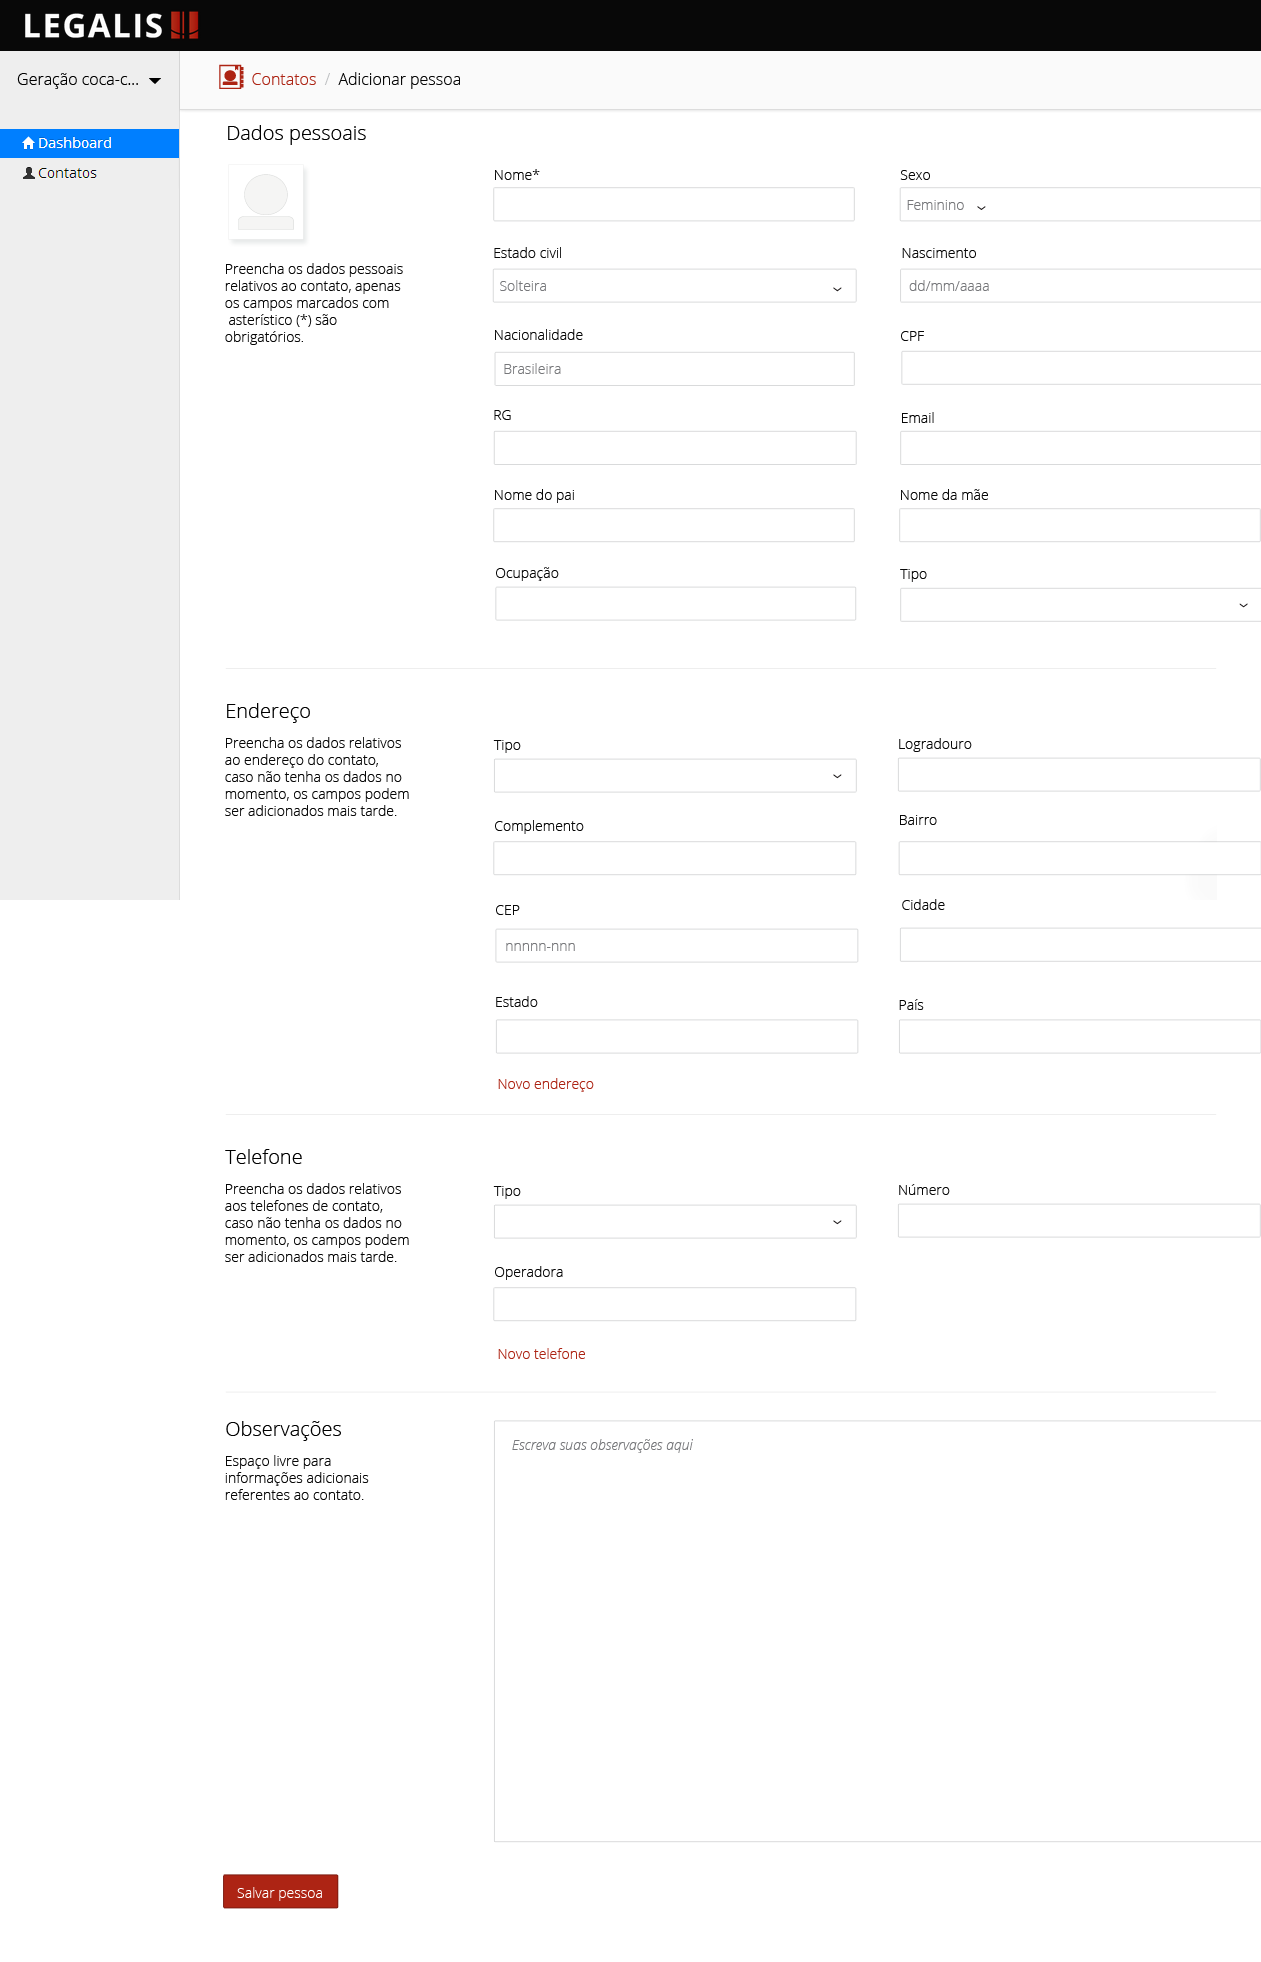 LEGALIS
Geração coca-c...
Contatos / Adicionar pessoa
Dashboard
Contatos
Dados pessoais
Preencha os dados pessoais
relativos ao contato, apenas
os campos marcados com
asterístico (*) são
obrigatórios.
Nome*
Sexo
Feminino
Estado civil
Solteira
Nascimento
dd/mm/aaaa
Nacionalidade
Brasileira
CPF
RG
Email
Nome do pai
Nome da mãe
Ocupação
Tipo
Endereço
Preencha os dados relativos
ao endereço do contato,
caso não tenha os dados no
momento, os campos podem
ser adicionados mais tarde.
Tipo
Logradouro
Complemento
Bairro
CEP
nnnnn-nnn
Cidade
Estado
País
Novo endereço
Telefone
Preencha os dados relativos
aos telefones de contato,
caso não tenha os dados no
momento, os campos podem
ser adicionados mais tarde.
Tipo
Número
Operadora
Novo telefone
Observações
Espaço livre para
informações adicionais
referentes ao contato.
Escreva suas observações aqui
Salvar pessoa